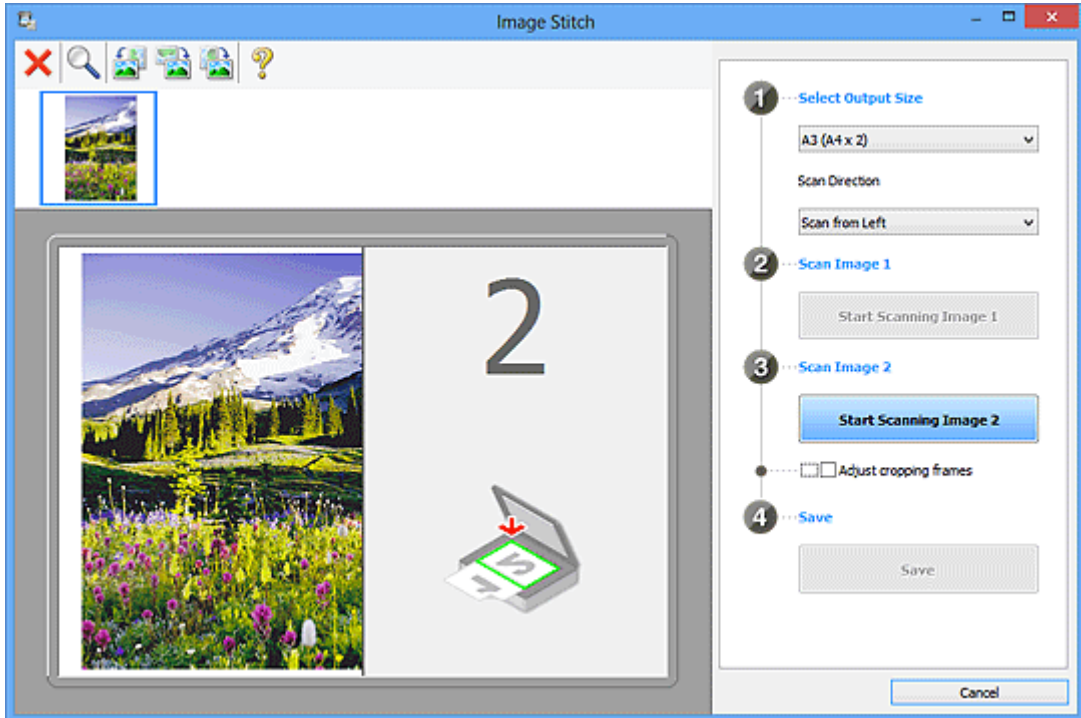 Image Stitch
1 Select Output Size
A3 (A4 x 2)
Scan Direction
Scan from Left
2 Scan Image 1
Start Scanning Image 1
3 Scan Image 2
Start Scanning Image 2
Adjust cropping frames
4 Save
Save
Cancel
2
1 2